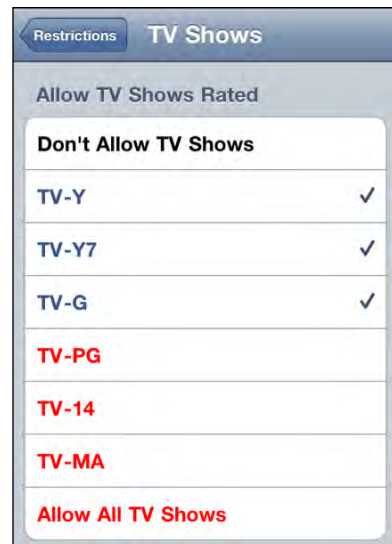 Restrictions TV Shows
Allow TV Shows Rated
Don't Allow TV Shows
TV-Y
TV-Y7
TV-G
TV-PG
TV-14
TV-MA
Allow All TV Shows